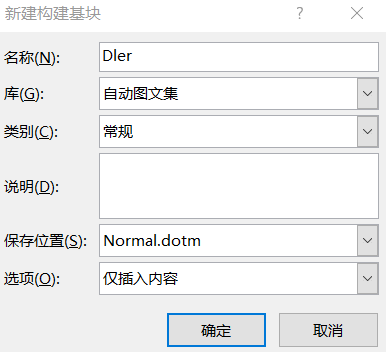 新建构建基块 ?
名称(N): Dler
库(G): 自动图文集
类别(C): 常规
说明(D):
保存位置(S): Normal.dotm
选项(O): 仅插入内容
确定 取消